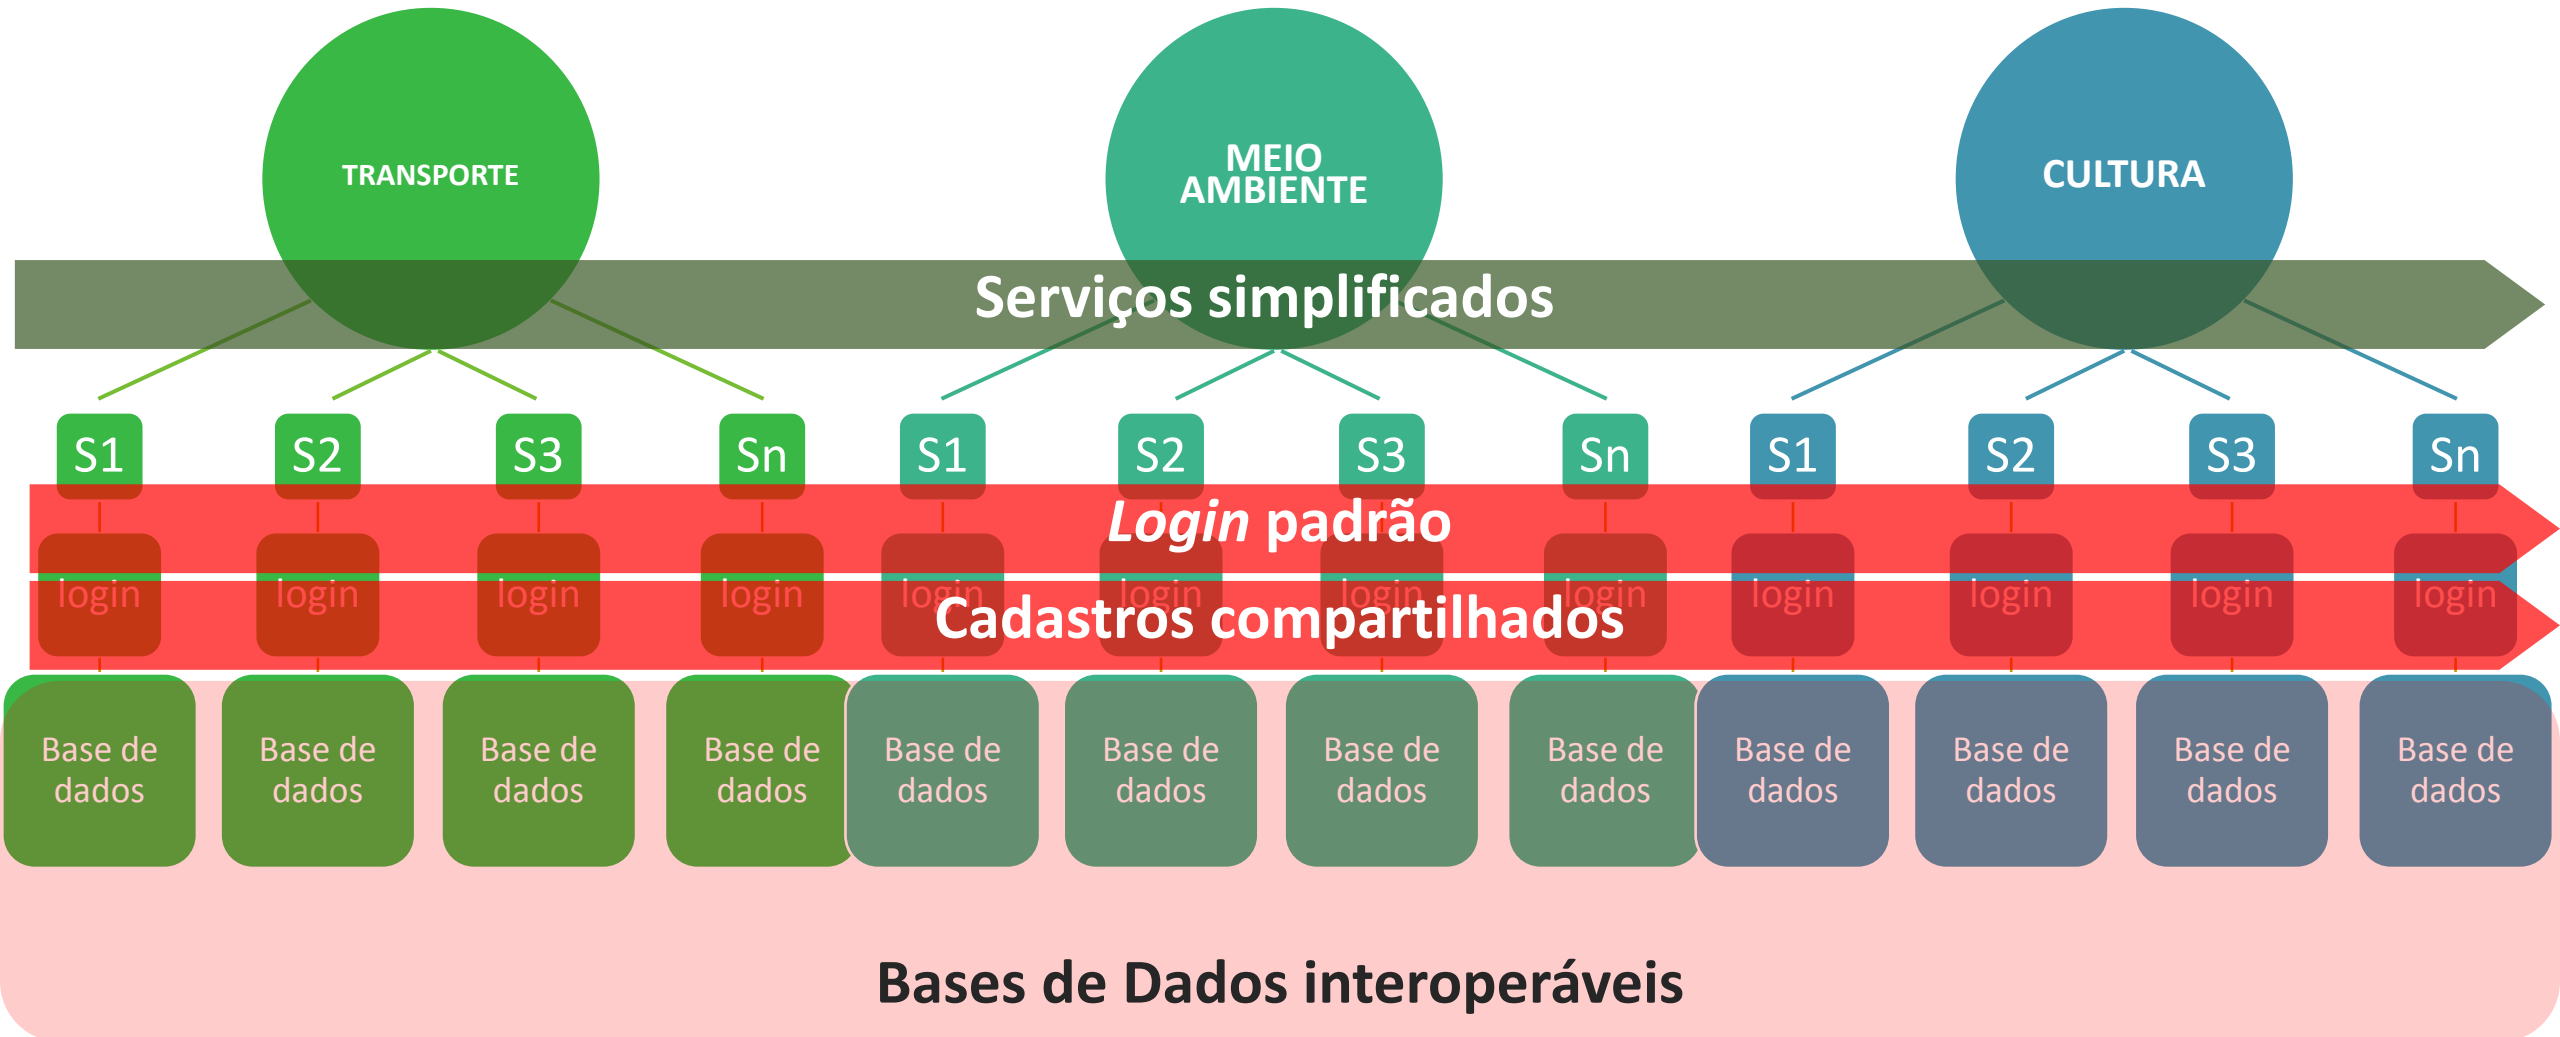 TRANSPORTE
MEIO
AMBIENTE
CULTURA
Serviços simplificados
S1
S2
S3
Sn
S1
S2
S3
Sn
S1
S2
S3
Sn
Login padrão
login
login
login
login
login
login
login
login
login
login
login
login
Cadastros compartilhados
Base de
dados
Base de
dados
Base de
dados
Base de
dados
Base de
dados
Base de
dados
Base de
dados
Base de
dados
Base de
dados
Base de
dados
Base de
dados
Base de
dados
Bases de Dados interoperáveis